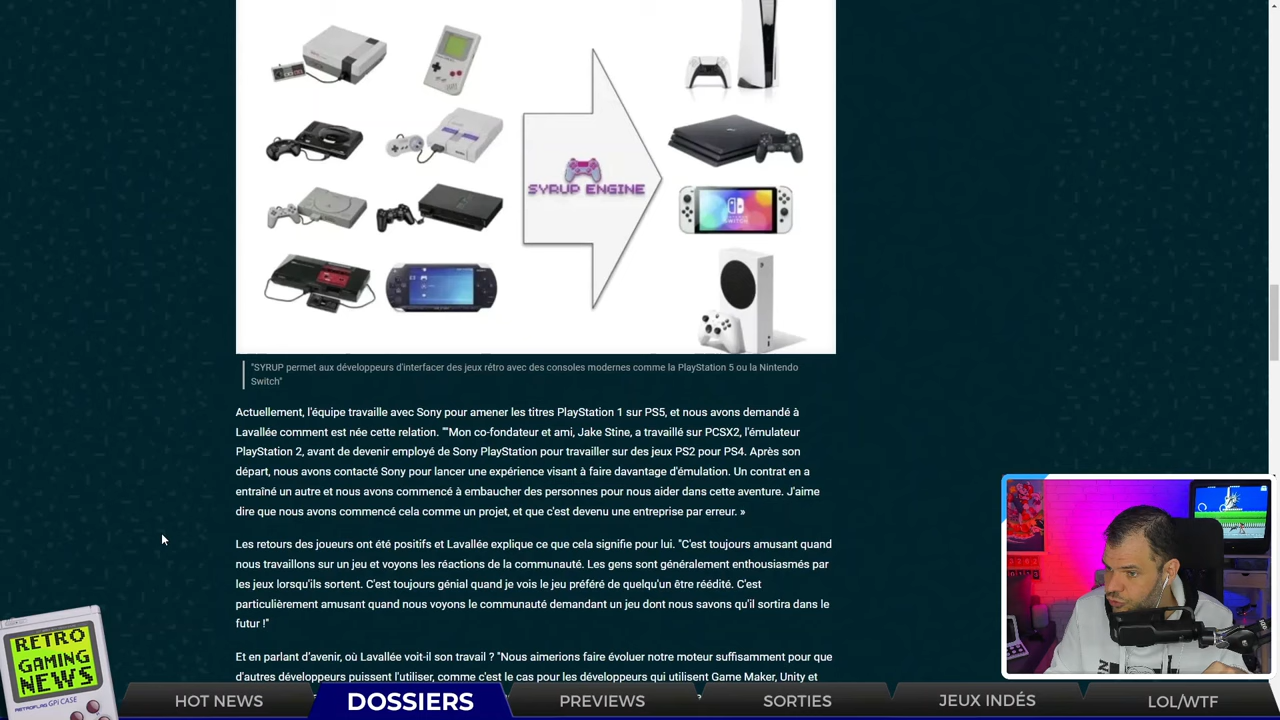 SYRUP ENGINE
"SYRUP permet aux développeurs d'interfacer des jeux rétro avec des consoles modernes comme la PlayStation 5 ou la Nintendo
Switch"
Actuellement, l'équipe travaille avec Sony pour amener les titres PlayStation 1 sur PS5, et nous avons demandé à
Lavallée comment est née cette relation. ""Mon co-fondateur et ami, Jake Stine, a travaillé sur PCSX2, l'émulateur
PlayStation 2, avant de devenir employé de Sony PlayStation pour travailler sur des jeux PS2 pour PS4. Après son
départ, nous avons contacté Sony pour lancer une expérience visant à faire davantage d'émulation. Un contrat en a
entraîné un autre et nous avons commencé à embaucher des personnes pour nous aider dans cette aventure. J'aime
dire que nous avons commencé cela comme un projet, et que c'est devenu une entreprise par erreur. »
Les retours des joueurs ont été positifs et Lavallée explique ce que cela signifie pour lui. "C'est toujours amusant quand
nous travaillons sur un jeu et voyons les réactions de la communauté. Les gens sont généralement enthousiasmés par
les jeux lorsqu'ils sortent. C'est toujours génial quand je vois le jeu préféré de quelqu'un être réédité. C'est
particulièrement amusant quand nous voyons le communauté demandant un jeu dont nous savons qu'il sortira dans le
futur !"
Et en parlant d'avenir, où Lavallée voit-il son travail ? "Nous aimerions faire évoluer notre moteur suffisamment pour que
d'autres développeurs puissent l'utiliser, comme c'est le cas pour les développeurs qui utilisent Game Maker, Unity et
RETRO
GAMING
NEWS
RETROFLAG GPi CASE
HOT NEWS
DOSSIERS
PREVIEWS
SORTIES
JEUX INDÉS
LOL/WTF